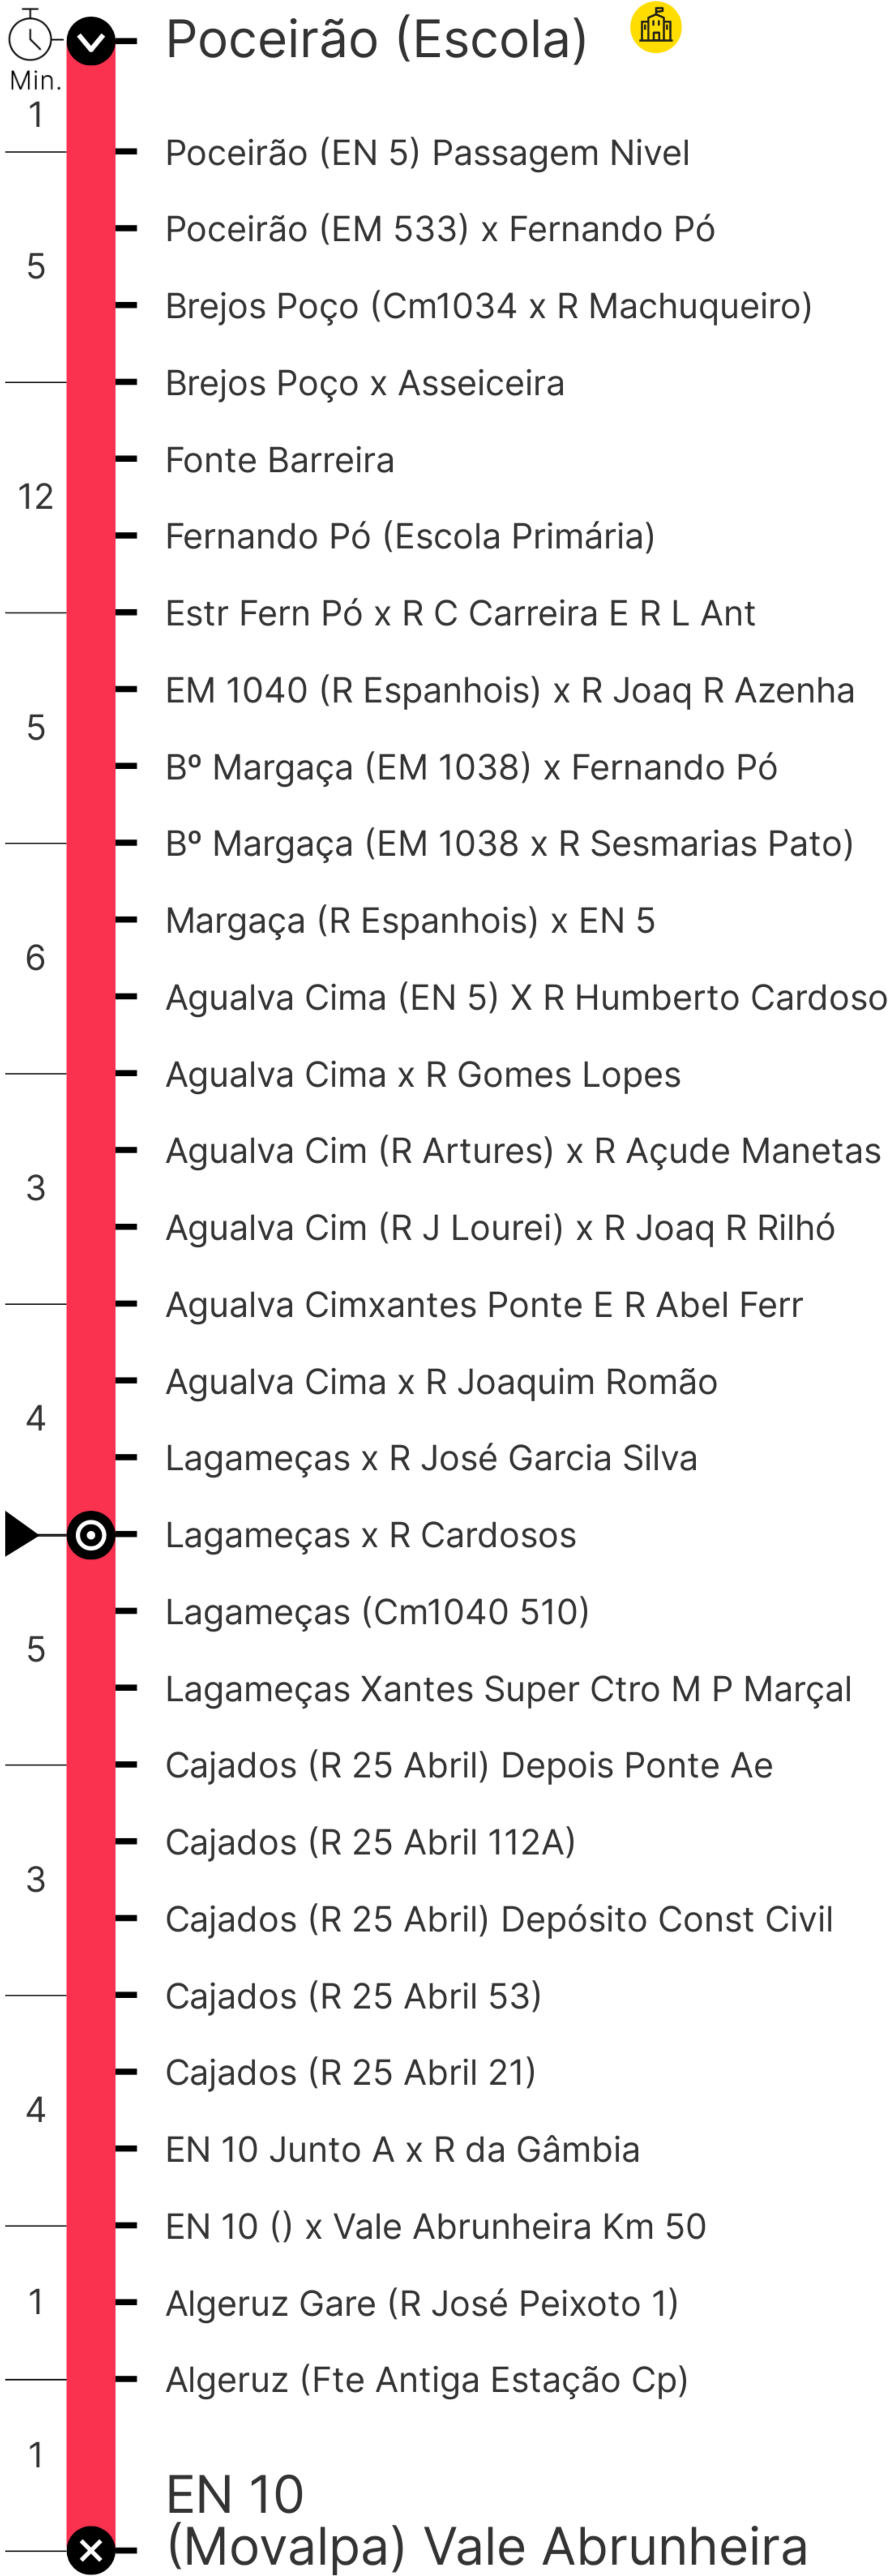 Poceirão (Escola)
Min.
1
Poceirão (EN 5) Passagem Nivel
Poceirão (EM 533) x Fernando Pó
5
Brejos Poço (Cm1034 x R Machuqueiro)
Brejos Poço x Asseiceira
Fonte Barreira
12
Fernando Pó (Escola Primária)
Estr Fern Pó x R C Carreira E R L Ant
EM 1040 (R Espanhois) x R Joaq R Azenha
5
Bº Margaça (EM 1038) x Fernando Pó
Bº Margaça (EM 1038 x R Sesmarias Pato)
Margaça (R Espanhois) x EN 5
6
Agualva Cima (EN 5) X R Humberto Cardoso
Agualva Cima x R Gomes Lopes
Agualva Cim (R Artures) x R Açude Manetas
3
Agualva Cim (R J Lourei) x R Joaq R Rilhó
Agualva Cimxantes Ponte E R Abel Ferr
Agualva Cima x R Joaquim Romão
4
Lagameças x R José Garcia Silva
Lagameças x R Cardosos
Lagameças (Cm1040 510)
5
Lagameças Xantes Super Ctro M P Marçal
Cajados (R 25 Abril) Depois Ponte Ae
Cajados (R 25 Abril 112A)
3
Cajados (R 25 Abril) Depósito Const Civil
Cajados (R 25 Abril 53)
Cajados (R 25 Abril 21)
4
EN 10 Junto A x R da Gâmbia
EN 10 () x Vale Abrunheira Km 50
1
Algeruz Gare (R José Peixoto 1)
Algeruz (Fte Antiga Estação Cp)
1
EN 10
(Movalpa) Vale Abrunheira